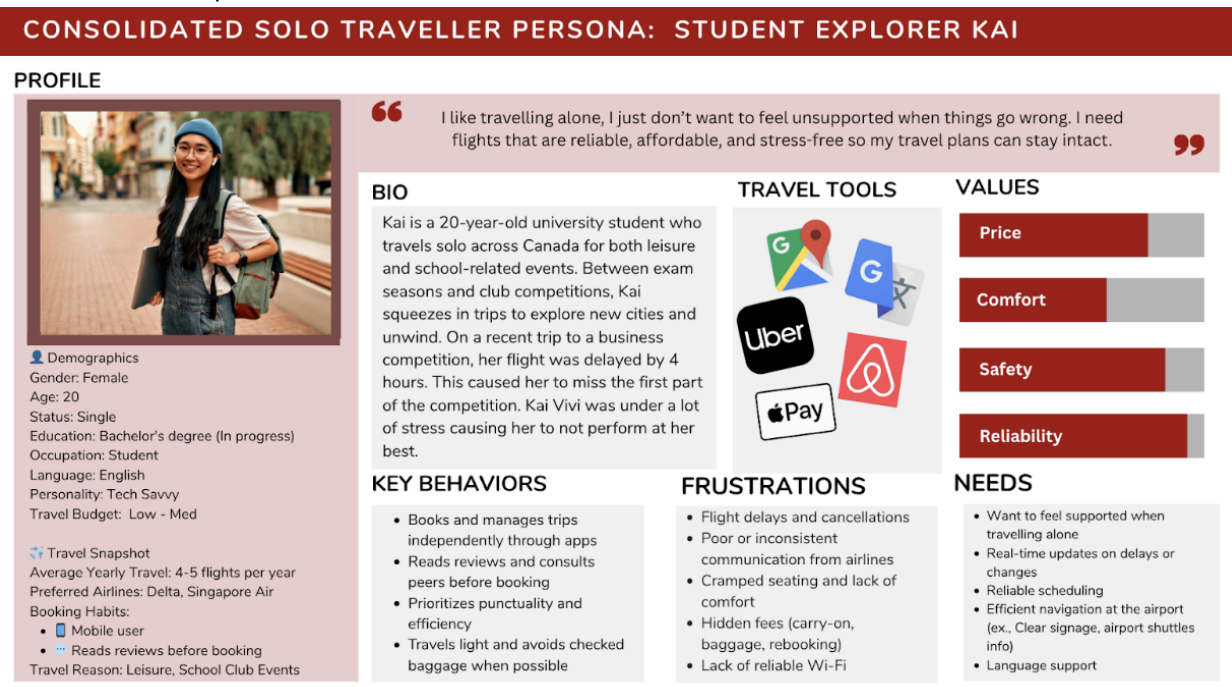 CONSOLIDATED SOLO TRAVELLER PERSONA: STUDENT EXPLORER KAI
PROFILE
I like travelling alone, I just don't want to feel unsupported when things go wrong. I need
flights that are reliable, affordable, and stress-free so my travel plans can stay intact.
👤 Demographics
Gender: Female
Age: 20
Status: Single
Education: Bachelor's degree (In progress)
Occupation: Student
Language: English
Personality: Tech Savvy
Travel Budget: Low - Med
✈️ Travel Snapshot
Average Yearly Travel: 4-5 flights per year
Preferred Airlines: Delta, Singapore Air
Booking Habits:
• 📱 Mobile user
• 💬 Reads reviews before booking
Travel Reason: Leisure, School Club Events
BIO
Kai is a 20-year-old university student who
travels solo across Canada for both leisure
and school-related events. Between exam
seasons and club competitions, Kai
squeezes in trips to explore new cities and
unwind. On a recent trip to a business
competition, her flight was delayed by 4
hours. This caused her to miss the first part
of the competition. Kai Vivi was under a lot
of stress causing her to not perform at her
best.
TRAVEL TOOLS
G
G
文
Uber
Pay
VALUES
Price
Comfort
Safety
Reliability
KEY BEHAVIORS
• Books and manages trips
independently through apps
• Reads reviews and consults
peers before booking
• Prioritizes punctuality and
efficiency
• Travels light and avoids checked
baggage when possible
FRUSTRATIONS
• Flight delays and cancellations
• Poor or inconsistent
communication from airlines
• Cramped seating and lack of
comfort
• Hidden fees (carry-on,
baggage, rebooking)
• Lack of reliable Wi-Fi
NEEDS
• Want to feel supported when
travelling alone
• Real-time updates on delays or
changes
• Reliable scheduling
• Efficient navigation at the airport
(ex., Clear signage, airport shuttles
info)
• Language support